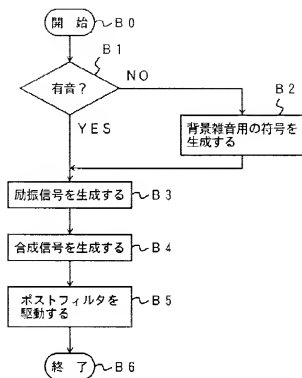 開 始
B0
B1
有音?
NO
B2
YES
背景雑音用の符号を
生成する
励振信号を生成する
B3
合成信号を生成する
B4
ポストフィルタを
駆動する
B5
終 了
B6